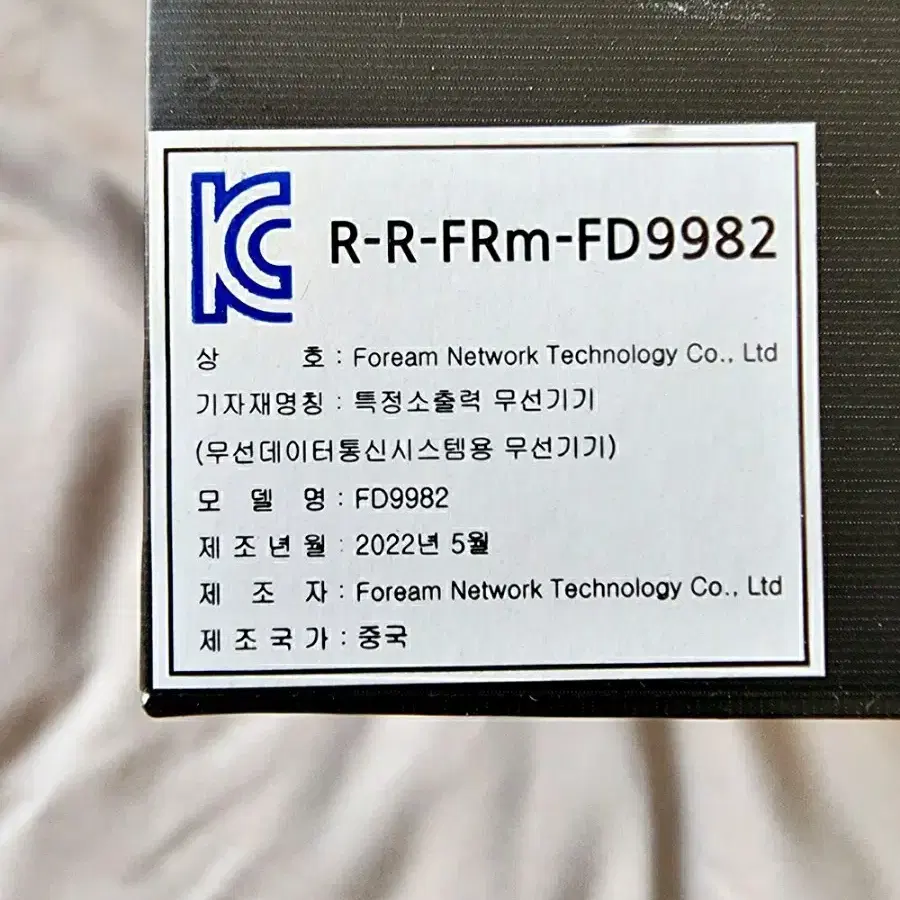 KC
R-R-FRm-FD9982
상 호 : Foream Network Technology Co., Ltd
기자재명칭 : 특정소출력 무선기기
(무선데이터통신시스템용 무선기기)
모 델 명 : FD9982
제조년월 : 2022년 5월
제 조 자 : Foream Network Technology Co., Ltd
제조국가 : 중국